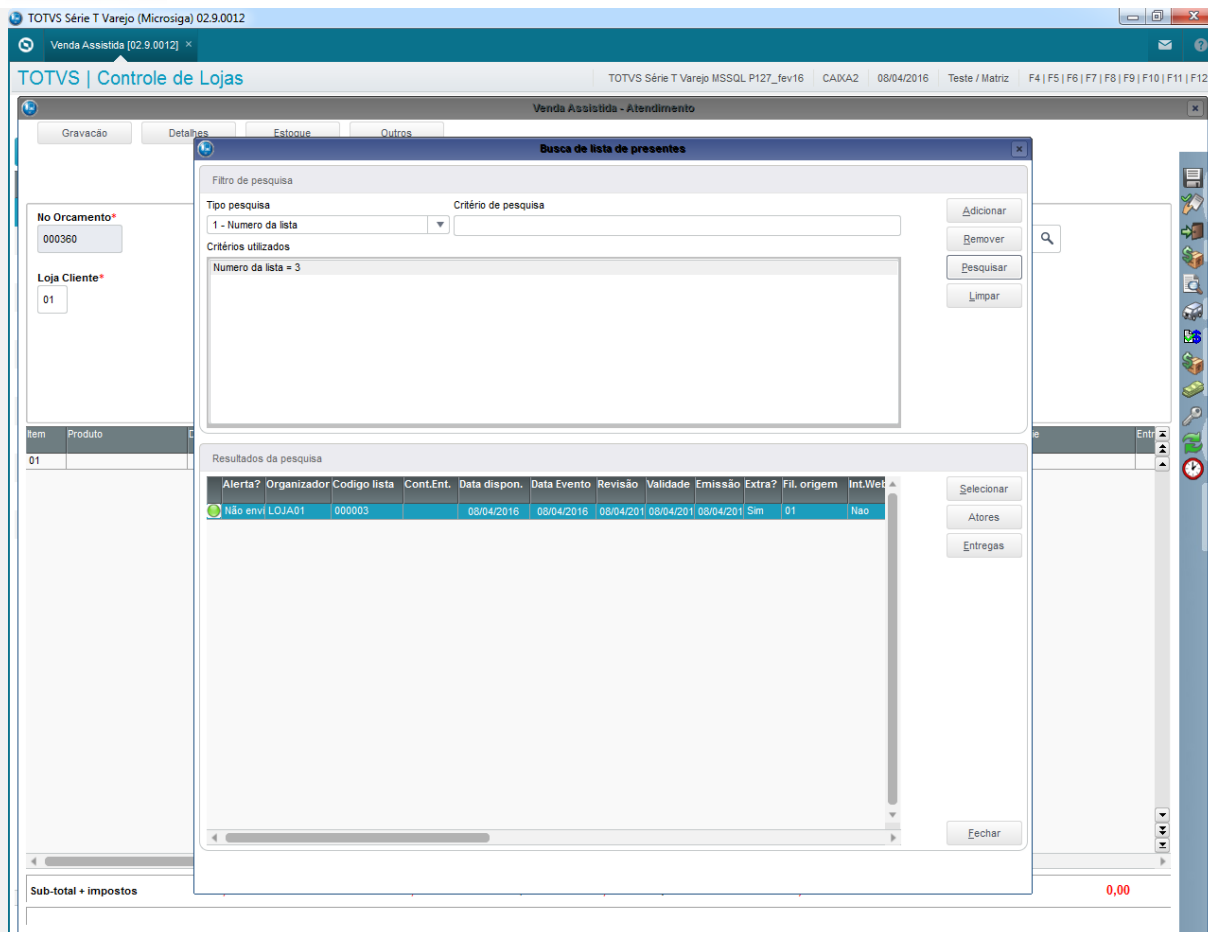 TOTVS Série T Varejo (Microsiga) 02.9.0012
Venda Assistida [02.9.0012] ×
TOTVS | Controle de Lojas
TOTVS Série T Varejo MSSQL P127_fev16 CAIXA2 08/04/2016 Teste / Matriz F4 | F5 | F6 | F7 | F8 | F9 | F10 | F11 | F12
Venda Assistida - Atendimento
Gravacão Detalhes Estoque Outros
Busca de lista de presentes
Filtro de pesquisa
Tipo pesquisa Critério de pesquisa
1 - Numero da lista
Adicionar
Critérios utilizados
Remover
Numero da lista = 3
Pesquisar
Limpar
No Orcamento*
000360
Loja Cliente*
01
Item Produto
Entr
01
Resultados da pesquisa
Alerta? Organizador Codigo lista Cont.Ent. Data dispon. Data Evento Revisão Validade Emissão Extra? Fil. origem Int.Web
Não envi LOJA01 000003 08/04/2016 08/04/2016 08/04/201 08/04/201 08/04/201 Sim 01 Nao
Selecionar
Atores
Entregas
Fechar
Sub-total + impostos
0,00